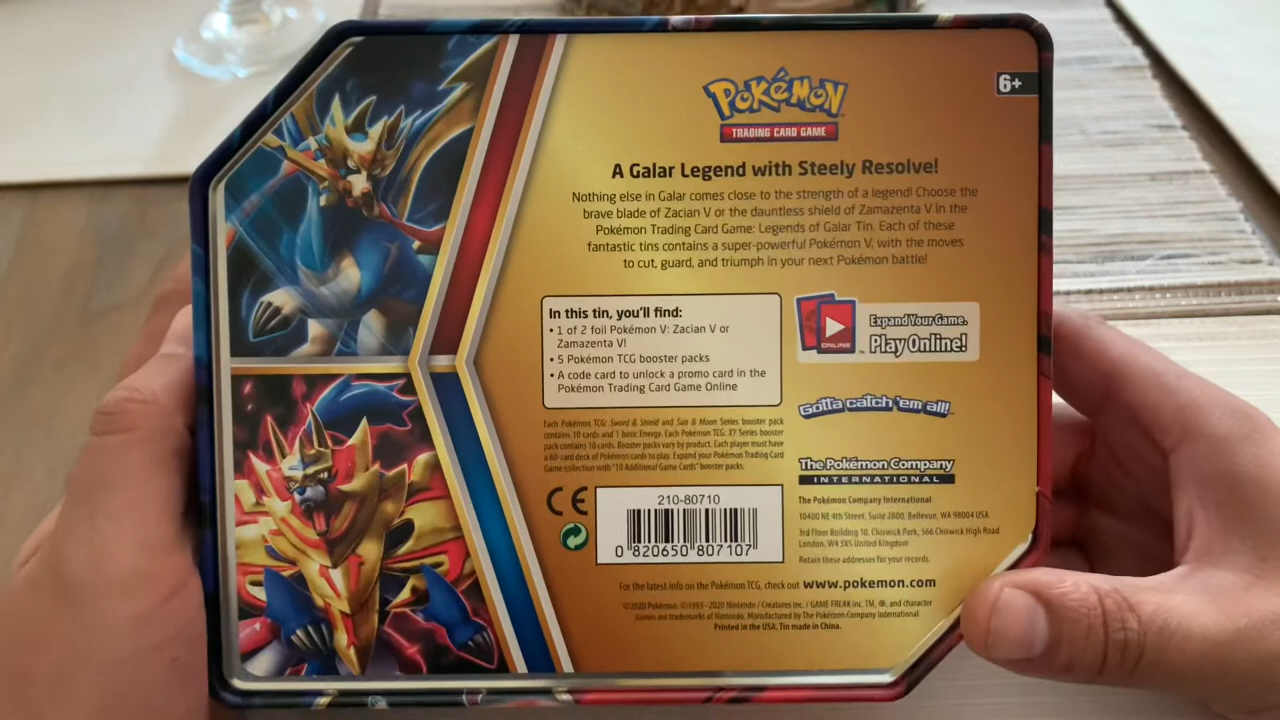 POKéMON
TRADING CARD GAME
6+
A Galar Legend with Steely Resolve!
Nothing else in Galar comes close to the strength of a legend! Choose the
brave blade of Zacian V or the dauntless shield of Zamazenta V in the
Pokémon Trading Card Game: Legends of Galar Tin. Each of these
fantastic tins contains a super-powerful Pokémon V, with the moves
to cut, guard, and triumph in your next Pokémon battle!
In this tin, you'll find:
• 1 of 2 foil Pokémon V: Zacian V or
Zamazenta V!
• 5 Pokémon TCG booster packs
• A code card to unlock a promo card in the
Pokémon Trading Card Game Online
Each Pokémon TCG: Sword & Shield and Sun & Moon Series booster pack
contains 10 cards and 1 basic Energy. Each Pokémon TCG: XY Series booster
pack contains 10 cards. Booster packs vary by product. Each player must have
a 60-card deck of Pokémon cards to play. Expand your Pokémon Trading Card
Game collection with "10 Additional Game Cards" booster packs.
CE
210-80710
0 820650 807107
ONLINE
Expand Your Game.
Play Online!
Gotta catch 'em all!
The Pokémon Company
INTERNATIONAL
The Pokémon Company International
10400 NE 4th Street, Suite 2800, Bellevue, WA 98004 USA
3rd Floor Building 10, Chiswick Park, 566 Chiswick High Road
London, W4 5XS United Kingdom
Retain these addresses for your records.
For the latest info on the Pokémon TCG, check out www.pokemon.com
©2020 Pokémon. ©1995–2020 Nintendo / Creatures Inc. / GAME FREAK inc. TM, ®, and character
names are trademarks of Nintendo. Manufactured by The Pokémon Company International.
Printed in the USA. Tin made in China.